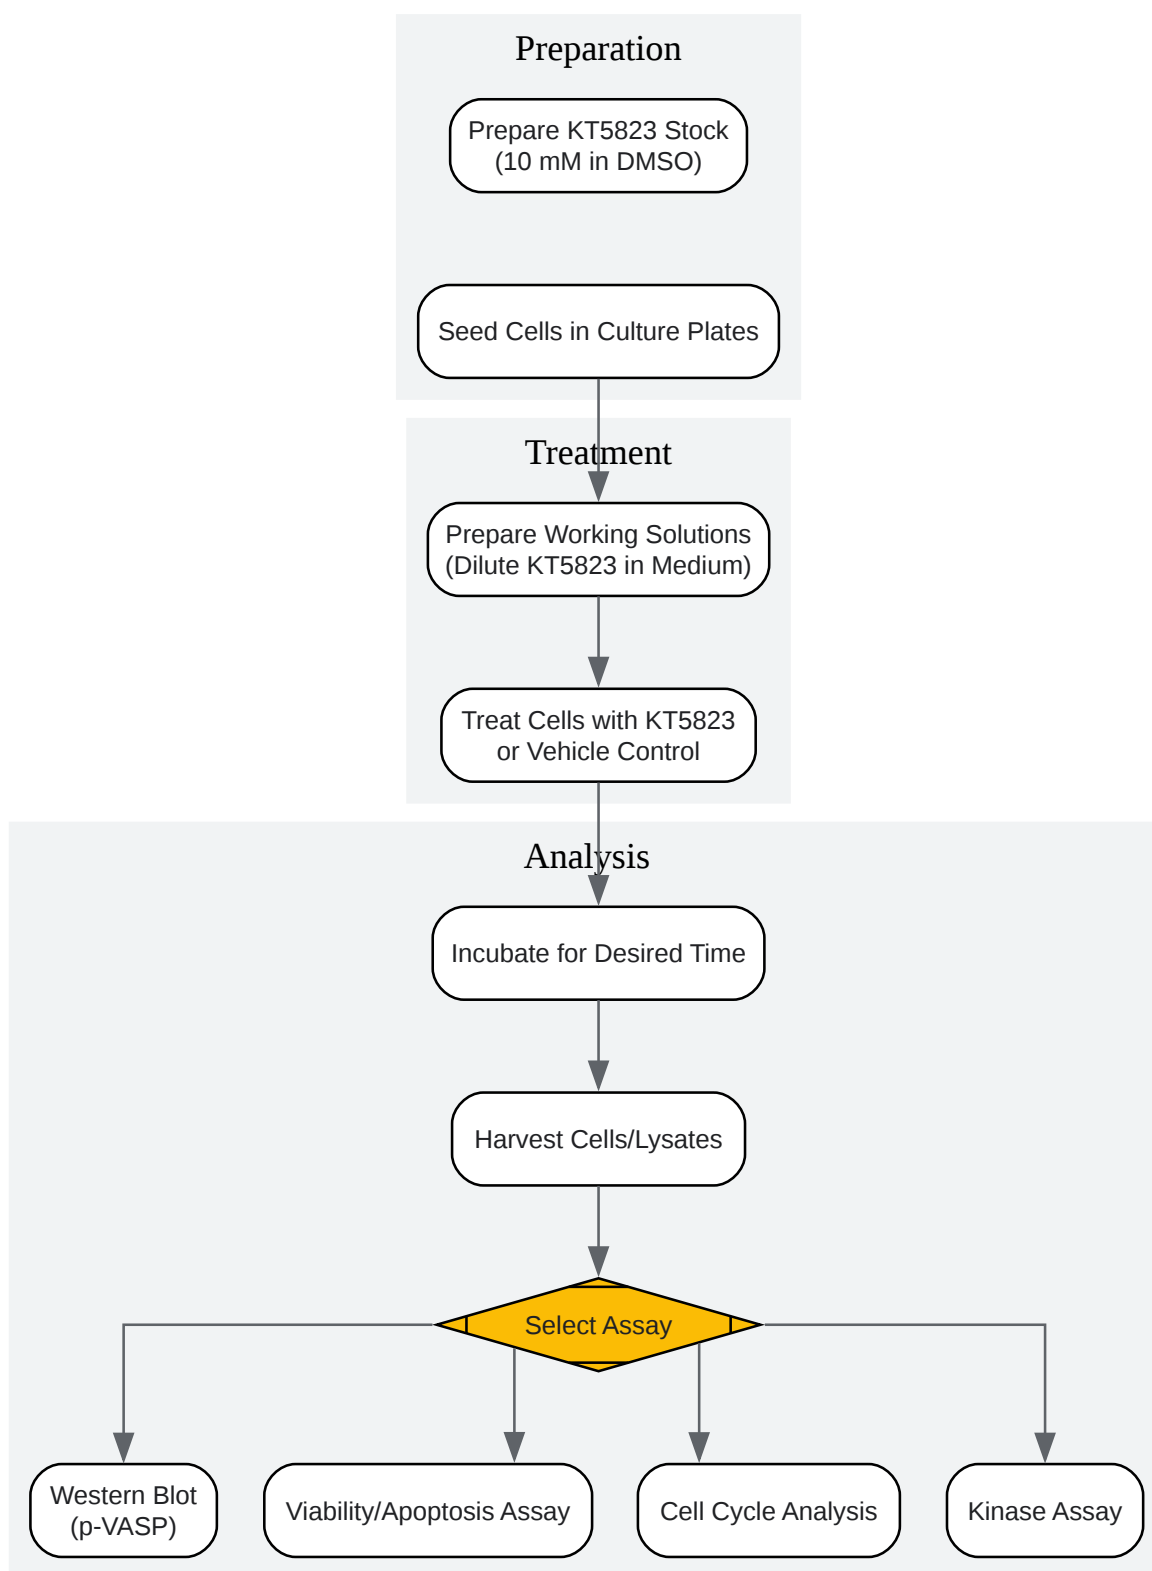 Preparation
Prepare KT5823 Stock
(10 mM in DMSO)
Seed Cells in Culture Plates
Treatment
Prepare Working Solutions
(Dilute KT5823 in Medium)
Treat Cells with KT5823
or Vehicle Control
Analysis
Incubate for Desired Time
Harvest Cells/Lysates
Select Assay
Western Blot
(p-VASP)
Viability/Apoptosis Assay
Cell Cycle Analysis
Kinase Assay